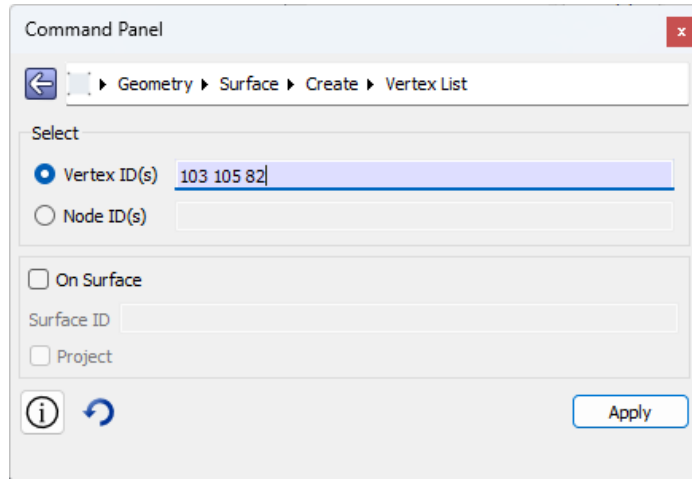 Command Panel
x
Geometry Surface Create Vertex List
Select
Vertex ID(s) 103 105 82
Node ID(s)
On Surface
Surface ID
Project
i
Apply